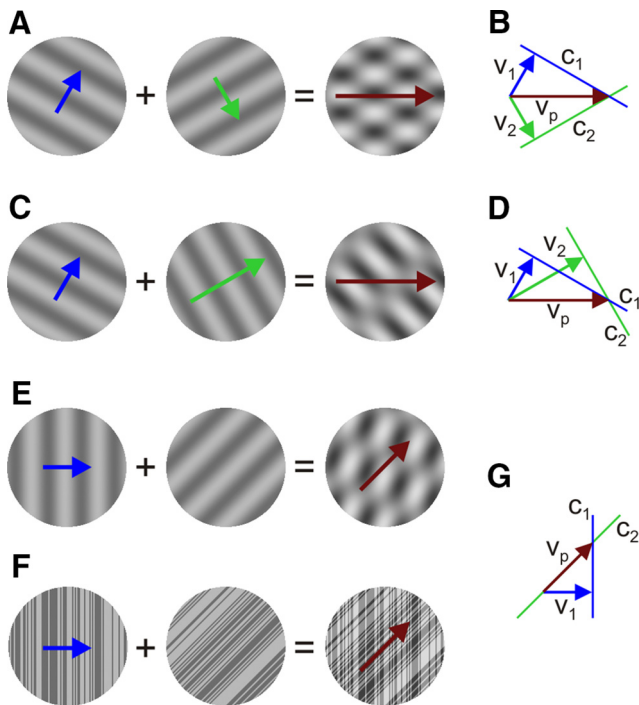 A
+
=
B
v1
c1
vp
v2
c2
C
+
=
D
v2
v1
vp
c1
c2
E
+
=
G
c1
c2
vp
v1
F
+
=